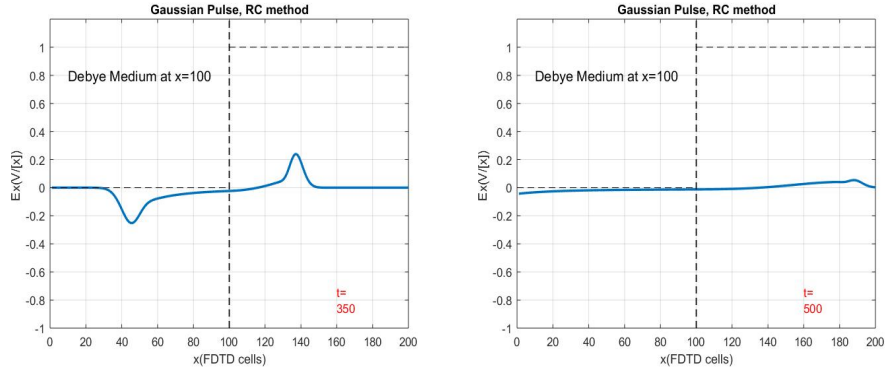 Gaussian Pulse, RC method
1
0.8
0.6
0.4
0.2
0
-0.2
-0.4
-0.6
-0.8
-1
Ex(V/[x])
Debye Medium at x=100
t=
350
0 20 40 60 80 100 120 140 160 180 200
x(FDTD cells)
Gaussian Pulse, RC method
1
0.8
0.6
0.4
0.2
0
-0.2
-0.4
-0.6
-0.8
-1
Ex(V/[x])
Debye Medium at x=100
t=
500
0 20 40 60 80 100 120 140 160 180 200
x(FDTD cells)